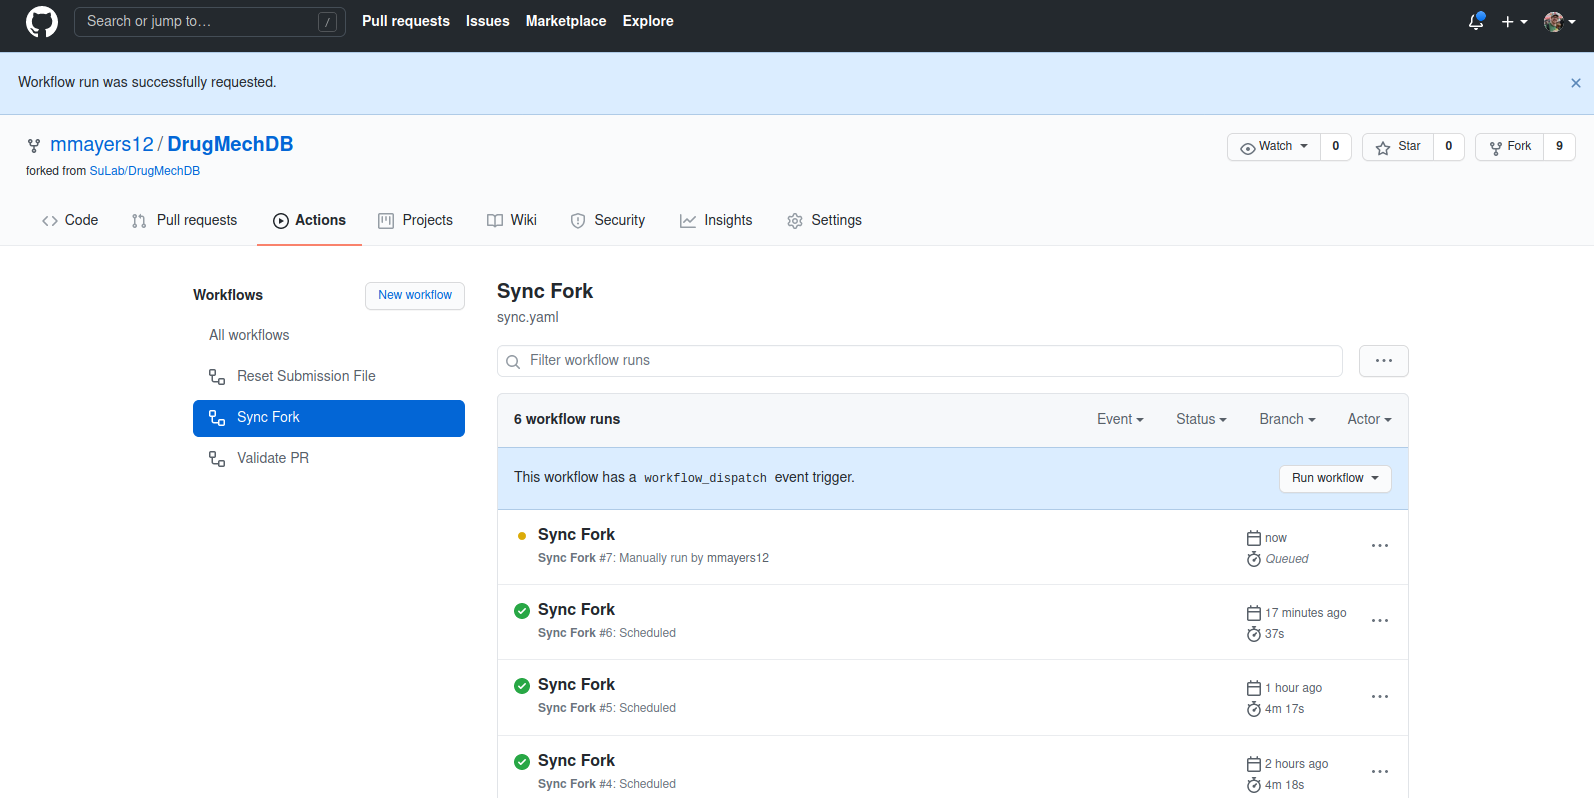 Search or jump to… /
Pull requests Issues Marketplace Explore
Workflow run was successfully requested.
mmayers12 / DrugMechDB
forked from SuLab/DrugMechDB
Watch 0 Star 0 Fork 9
Code Pull requests Actions Projects Wiki Security Insights Settings
Workflows New workflow
All workflows
Reset Submission File
Sync Fork
Validate PR
Sync Fork
sync.yaml
Filter workflow runs
6 workflow runs Event Status Branch Actor
This workflow has a workflow_dispatch event trigger. Run workflow
Sync Fork
Sync Fork #7: Manually run by mmayers12
now
Queued
Sync Fork
Sync Fork #6: Scheduled
17 minutes ago
37s
Sync Fork
Sync Fork #5: Scheduled
1 hour ago
4m 17s
Sync Fork
Sync Fork #4: Scheduled
2 hours ago
4m 18s